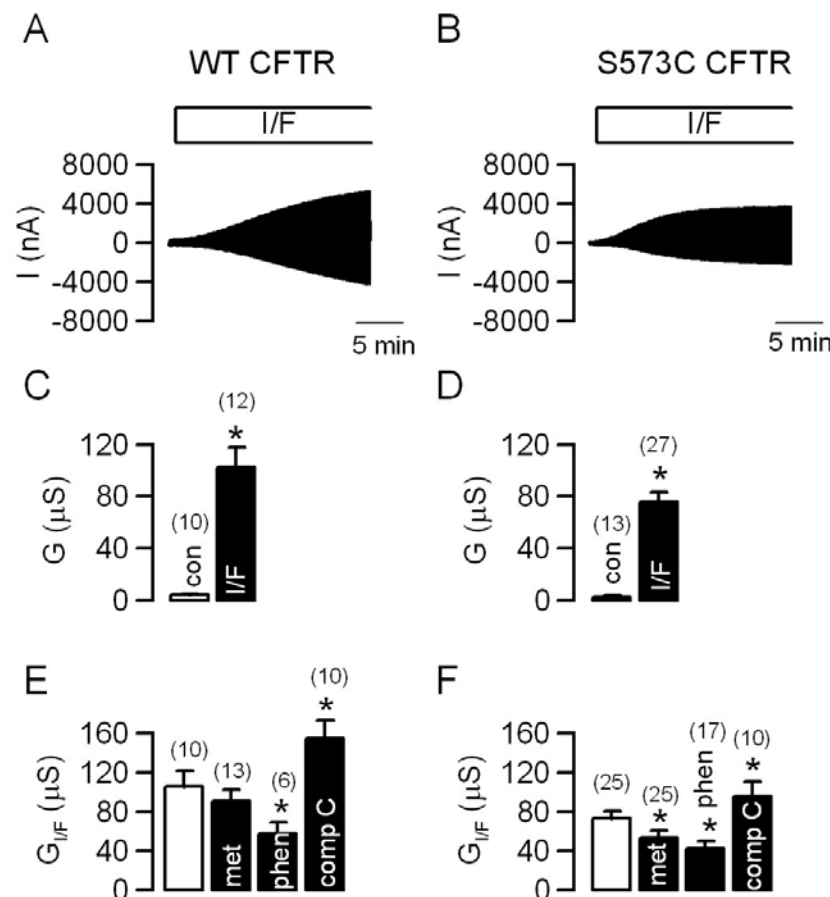 A
WT CFTR
I/F
8000
4000
0
-4000
-8000
I (nA)
5 min
B
S573C CFTR
I/F
8000
4000
0
-4000
-8000
I (nA)
5 min
C
(12)
*
120
80
40
0
G (µS)
(10)
con
I/F
D
(27)
*
120
80
40
0
G (µS)
(13)
con
I/F
E
(10)
*
160
120
80
40
0
G I/F (µS)
(10)
(13)
(6)
*
met
phen
comp C
F
(17)
(10)
*
160
120
80
40
0
G I/F (µS)
(25)
(25)
*
*
met
phen
comp C